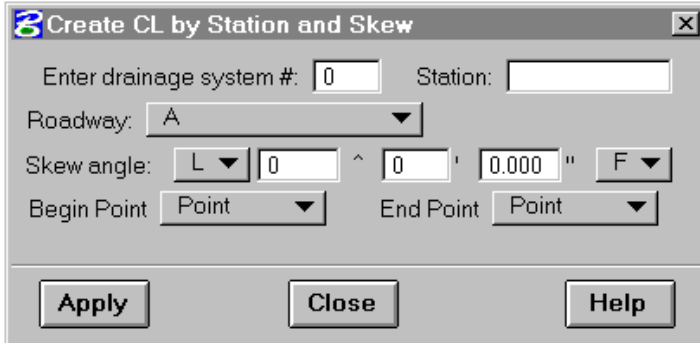 Create CL by Station and Skew
Enter drainage system #: 0 Station:
Roadway: A
Skew angle: L 0 ^ 0 ' 0.000 " F
Begin Point Point End Point Point
Apply Close Help